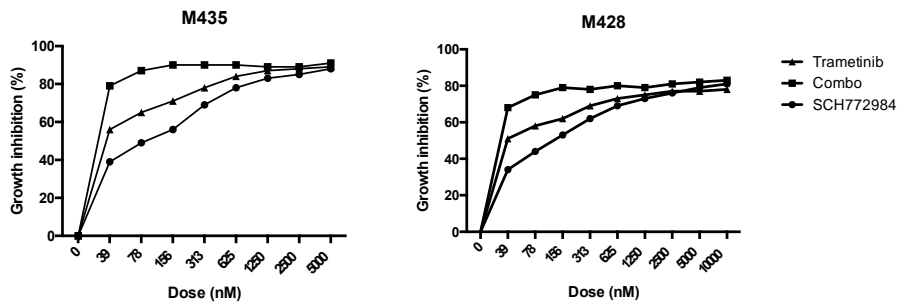 M435
Growth inhibition (%)
100
80
60
40
20
0
0 39 78 156 313 625 1250 2500 5000
Dose (nM)
M428
Growth inhibition (%)
100
80
60
40
20
0
0 39 78 156 313 625 1250 2500 5000 10000
Dose (nM)
Trametinib
Combo
SCH772984